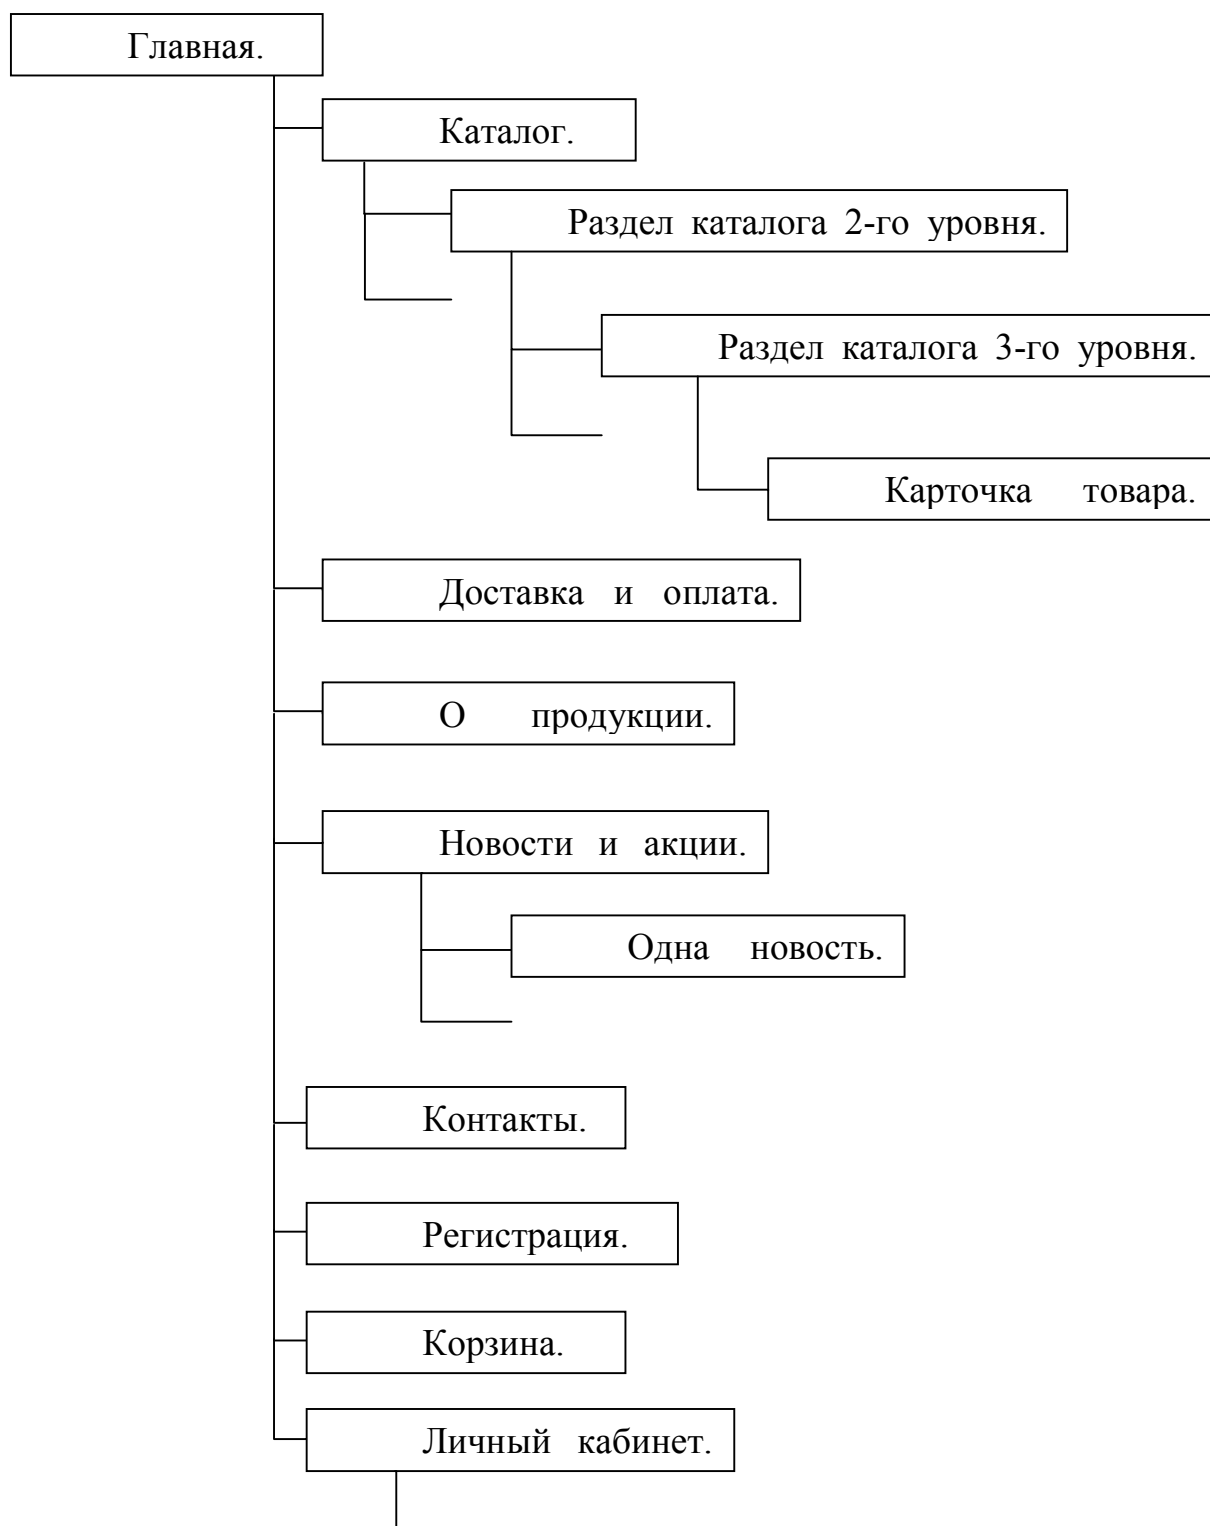 Главная.
Каталог.
Раздел каталога 2-го уровня.
Раздел каталога 3-го уровня.
Карточка товара.
Доставка и оплата.
О продукции.
Новости и акции.
Одна новость.
Контакты.
Регистрация.
Корзина.
Личный кабинет.